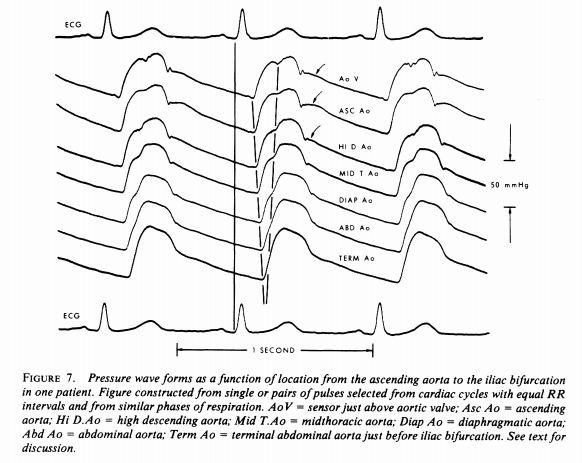 ECG
Ao V
ASC Ao
HI D Ao
MID T Ao
50 mmHg
DIAP Ao
ABD Ao
TERM Ao
ECG
1 SECOND
FIGURE 7. Pressure wave forms as a function of location from the ascending aorta to the iliac bifurcation
in one patient. Figure constructed from single or pairs of pulses selected from cardiac cycles with equal RR
intervals and from similar phases of respiration. AoV = sensor just above aortic valve; Asc Ao = ascending
aorta; Hi D.Ao = high descending aorta; Mid T.Ao = midthoracic aorta; Diap Ao = diaphragmatic aorta;
Abd Ao = abdominal aorta; Term Ao = terminal abdominal aorta just before iliac bifurcation. See text for
discussion.